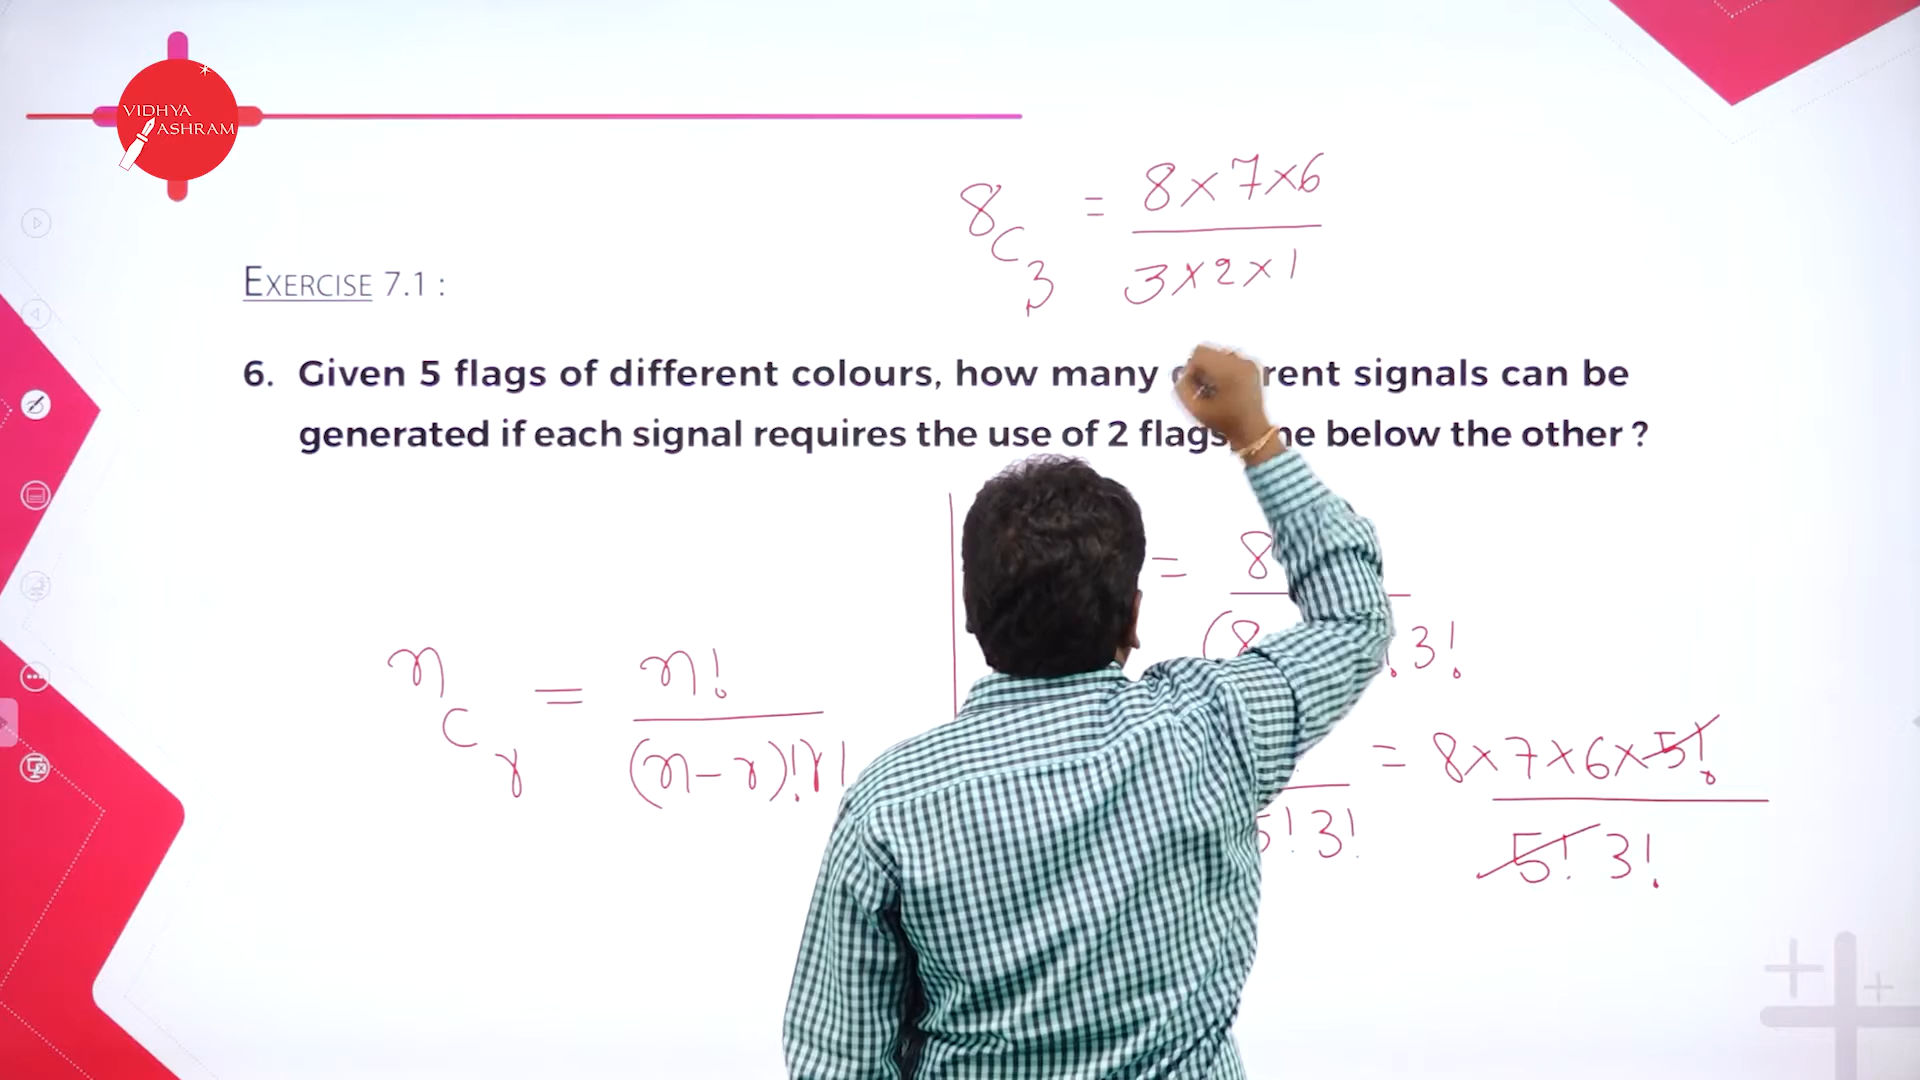 VIDHYA
ASHRAM
8C3 = 8×7×6 / 3×2×1
EXERCISE 7.1 :
6. Given 5 flags of different colours, how many rent signals can be
generated if each signal requires the use of 2 flags ne below the other ?
= 8
(8 ! 3!
nCr = n! / (n-r)! r!
5! 3!
= 8×7×6×5! / 5! 3!